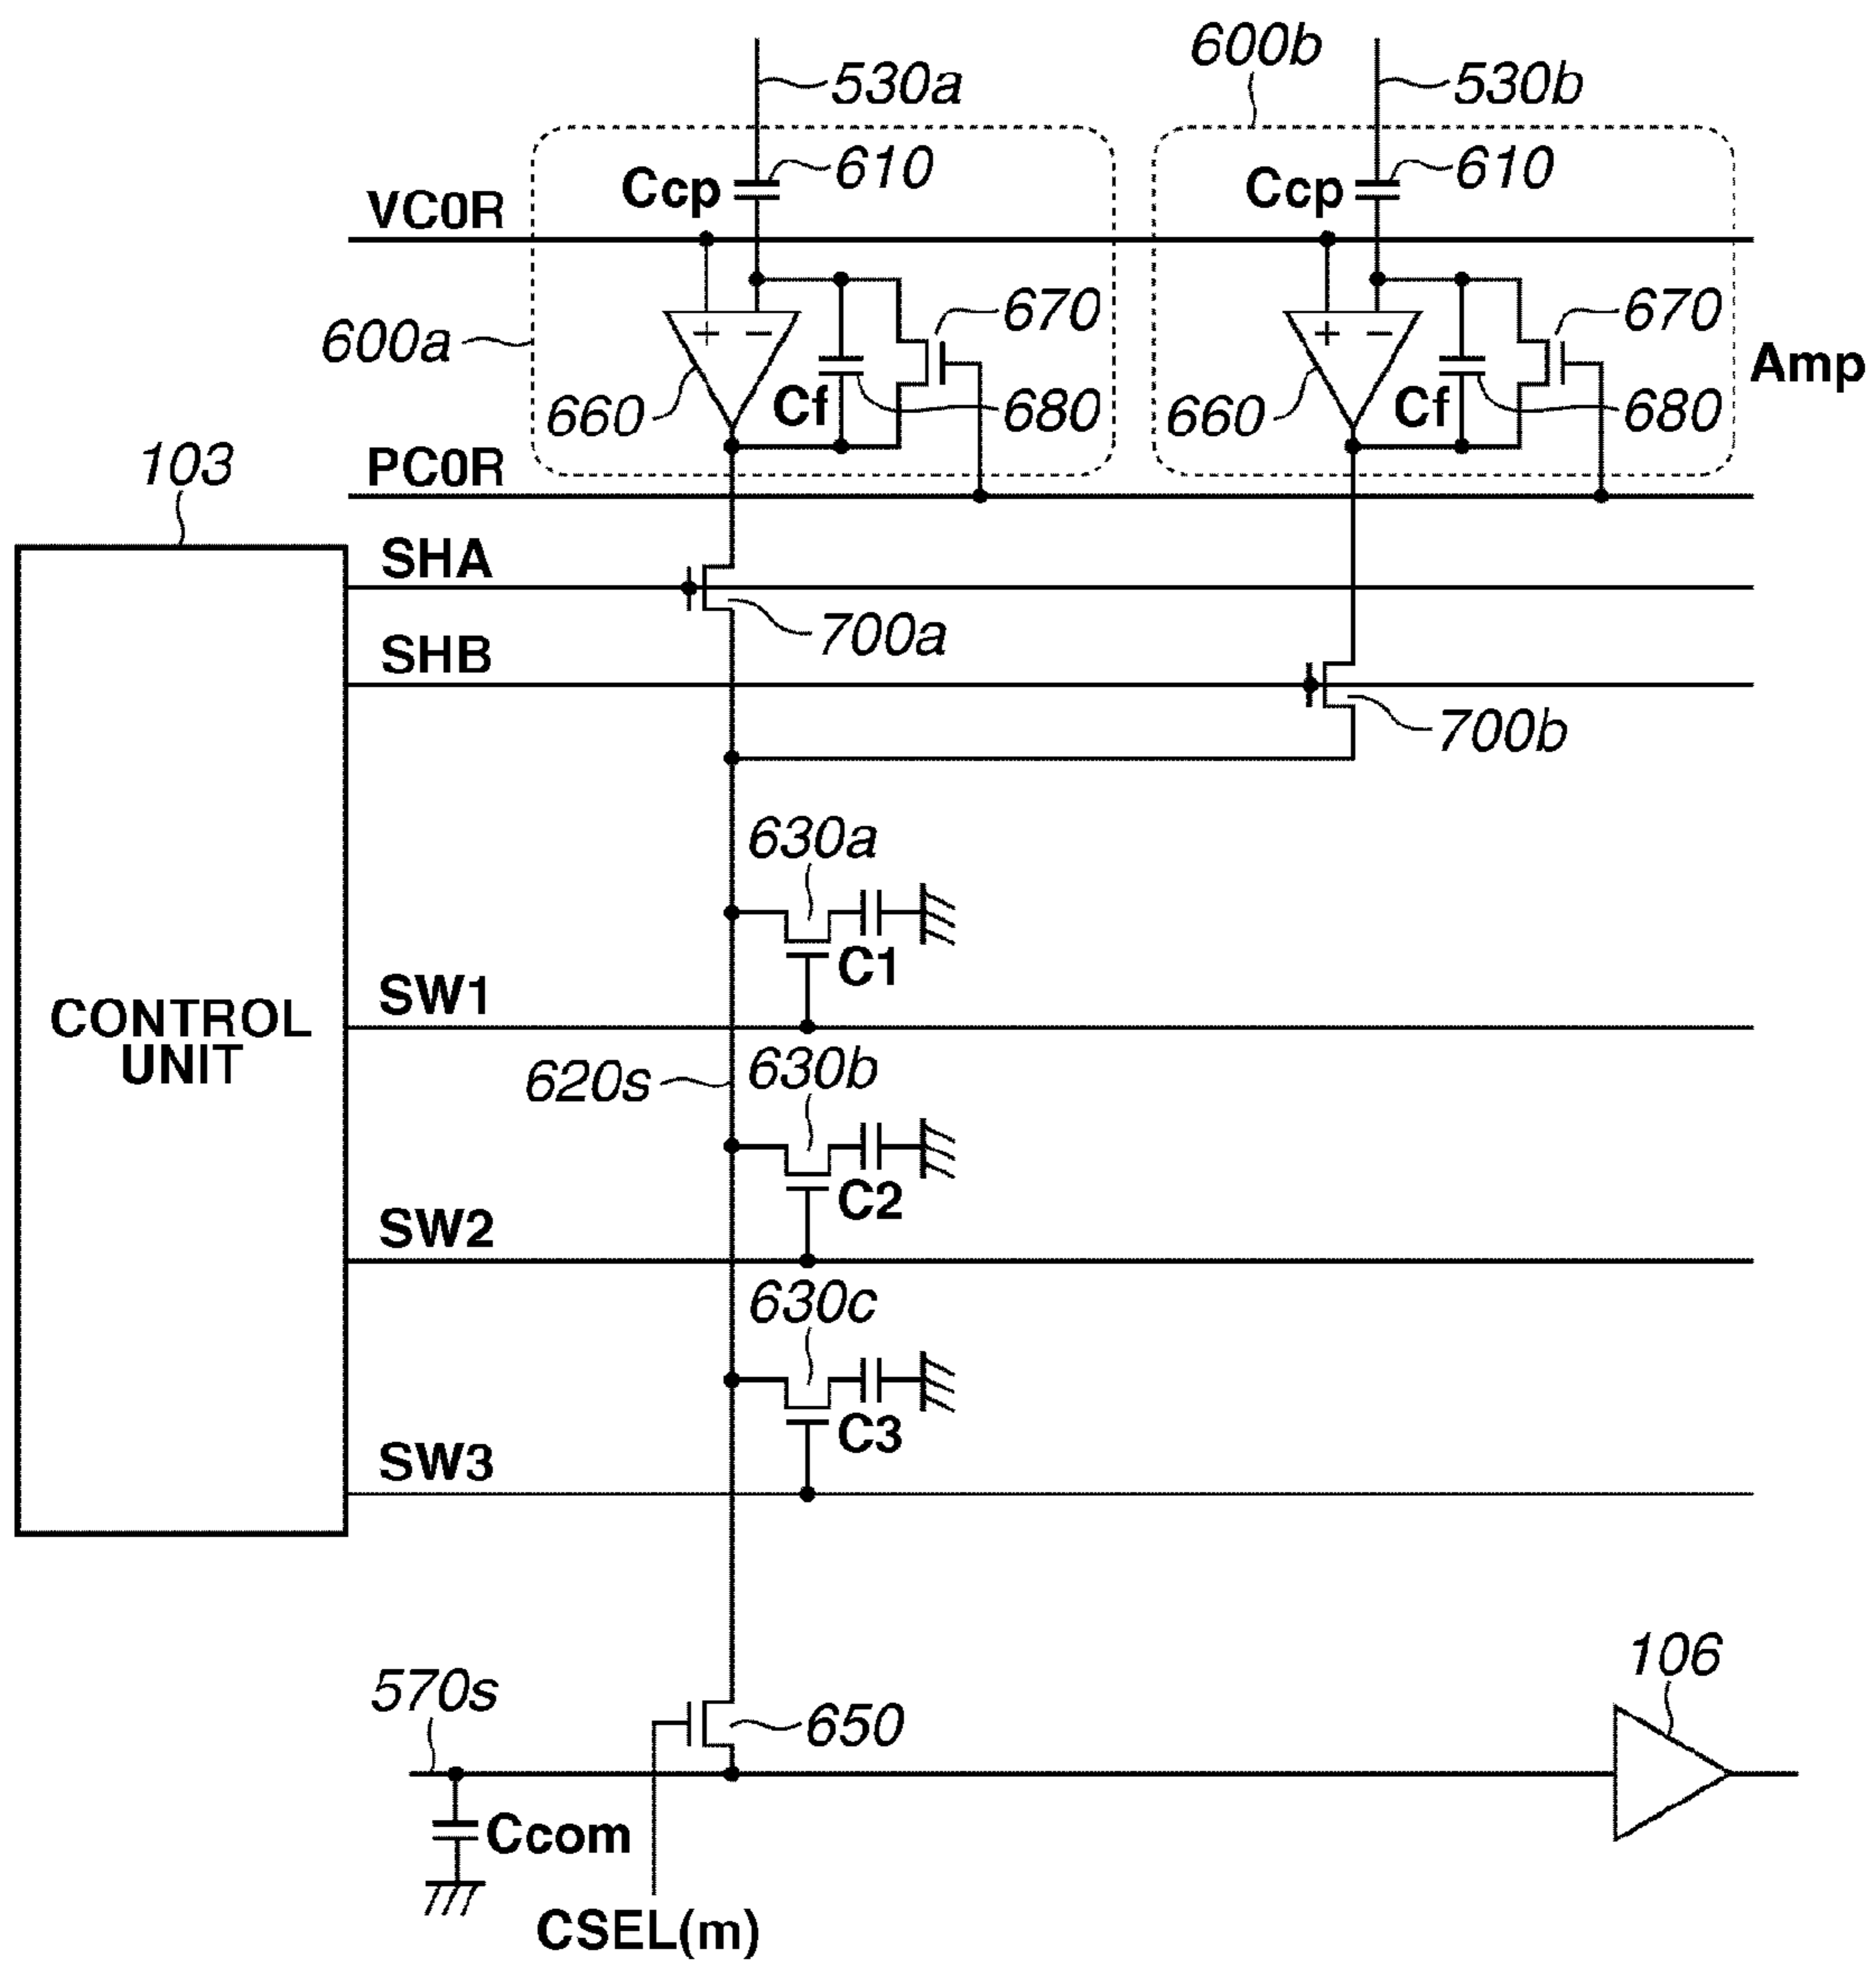 600b
530a
530b
Ccp
610
Ccp
610
VC0R
+
−
+
−
670
670
600a
Amp
660
Cf
680
660
Cf
680
103
PC0R
SHA
700a
SHB
700b
630a
C1
SW1
CONTROL
UNIT
620s
630b
C2
SW2
630c
C3
SW3
570s
650
106
Ccom
CSEL(m)